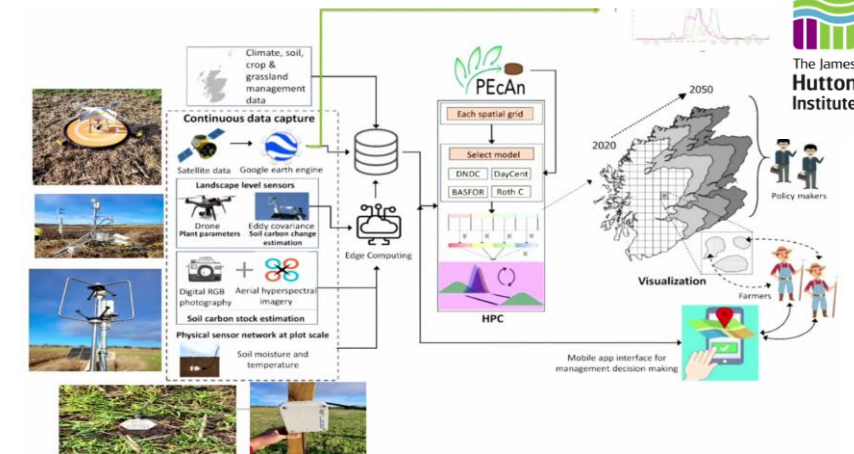 The James
Hutton
Institute
Climate, soil,
crop &
grassland
management
data
Continuous data capture
Satellite data
Google earth engine
Landscape level sensors
Drone
Plant parameters
Eddy covariance
Soil carbon change
estimation
Digital RGB
photography
Aerial hyperspectral
imagery
Soil carbon stock estimation
Physical sensor network at plot scale
Soil moisture and
temperature
Edge Computing
PEcAn
Each spatial grid
Select model
DNDC
DayCent
BASFOR
Roth C
HPC
2020
2050
Policy makers
Visualization
Farmers
Mobile app interface for
management decision making